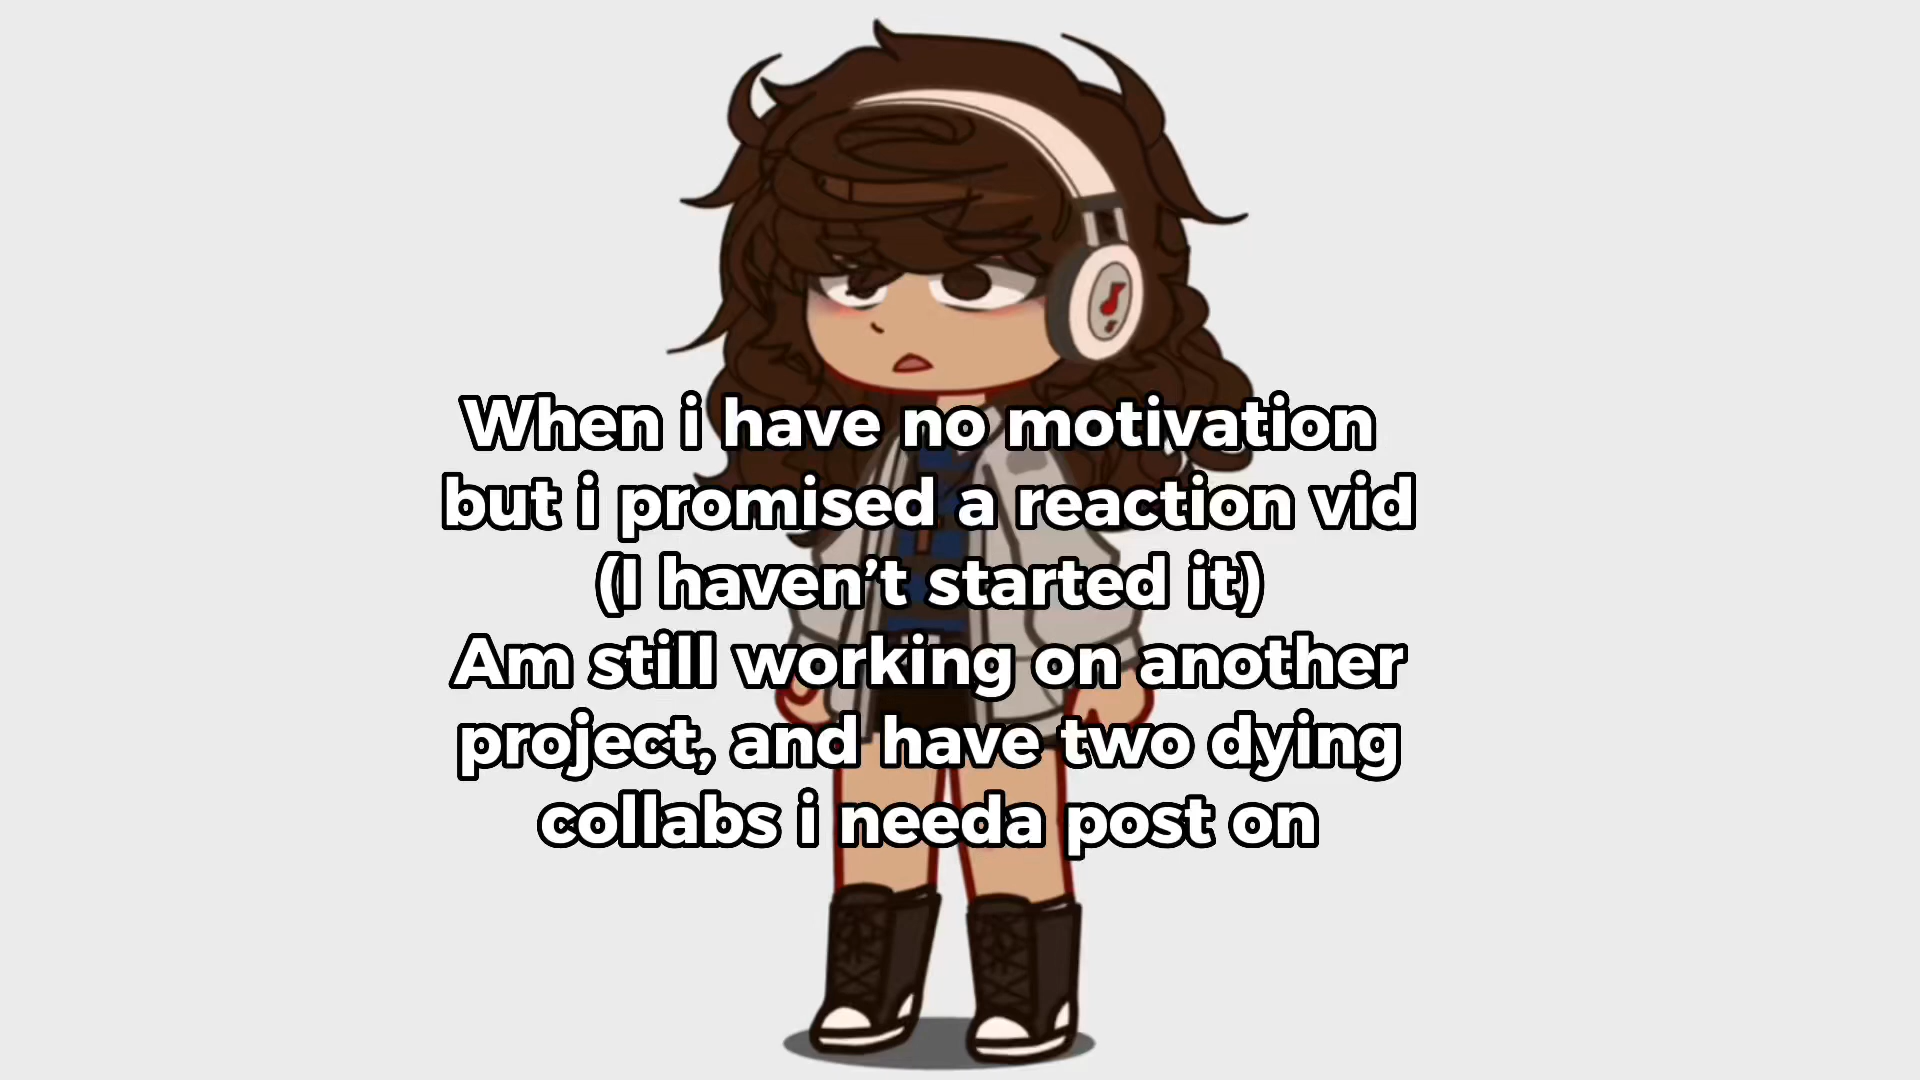 When i have no motivation
but i promised a reaction vid
(I haven't started it)
Am still working on another
project, and have two dying
collabs i needa post on